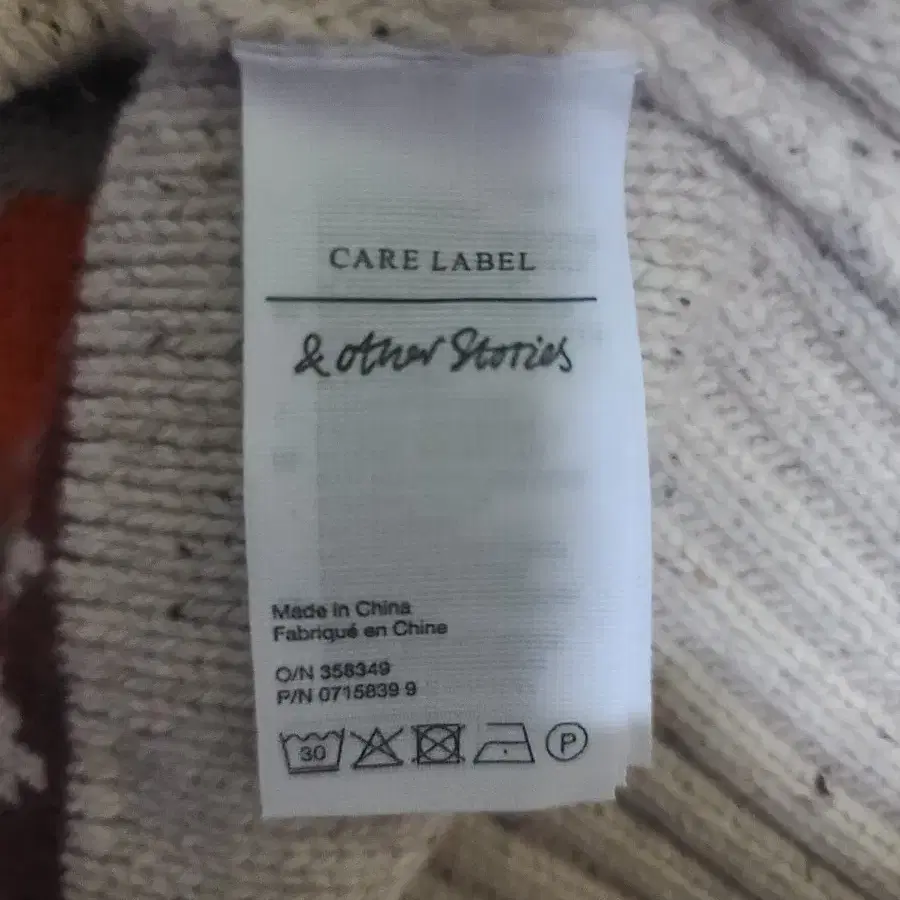 CARE LABEL
& other Stories
Made in China
Fabriqué en Chine
O/N 358349
P/N 0715839 9
30
P